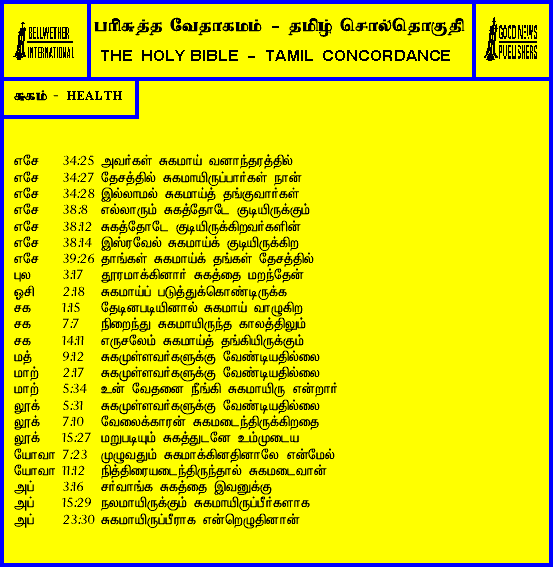 BELLWETHER
INTERNATIONAL
பரிசுத்த வேதாகமம் - தமிழ் சொல்தொகுதி
THE HOLY BIBLE - TAMIL CONCORDANCE
GOOD NEWS
PUBLISHERS
சுகம் - HEALTH
எசே 34:25 அவர்கள் சுகமாய் வனாந்தரத்தில்
எசே 34:27 தேசத்தில் சுகமாயிருப்பார்கள் நான்
எசே 34:28 இல்லாமல் சுகமாய்த் தங்குவார்கள்
எசே 38:8 எல்லாரும் சுகத்தோடே குடியிருக்கும்
எசே 38:12 சுகத்தோடே குடியிருக்கிறவர்களின்
எசே 38:14 இஸ்ரவேல் சுகமாய்க் குடியிருக்கிற
எசே 39:26 தாங்கள் சுகமாய்க் தங்கள் தேசத்தில்
புல 3:17 தூரமாக்கினார் சுகத்தை மறந்தேன்
ஓசி 2:18 சுகமாய்ப் படுத்துக்கொண்டிருக்க
சக 1:15 தேடினபடியினால் சுகமாய் வாழுகிற
சக 7:7 நிறைந்து சுகமாயிருந்த காலத்திலும்
சக 14:11 எருசலேம் சுகமாய்த் தங்கியிருக்கும்
மத் 9:12 சுகமுள்ளவர்களுக்கு வேண்டியதில்லை
மாற் 2:17 சுகமுள்ளவர்களுக்கு வேண்டியதில்லை
மாற் 5:34 உன் வேதனை நீங்கி சுகமாயிரு என்றார்
லூக் 5:31 சுகமுள்ளவர்களுக்கு வேண்டியதில்லை
லூக் 7:10 வேலைக்காரன் சுகமடைந்திருக்கிறதை
லூக் 15:27 மறுபடியும் சுகத்துடனே உம்முடைய
யோவா 7:23 முழுவதும் சுகமாக்கினதினாலே என்மேல்
யோவா 11:12 நித்திரையடைந்திருந்தால் சுகமடைவான்
அப் 3:16 சர்வாங்க சுகத்தை இவனுக்கு
அப் 15:29 நலமாயிருக்கும் சுகமாயிருப்பீர்களாக
அப் 23:30 சுகமாயிருப்பீராக என்றெழுதினான்